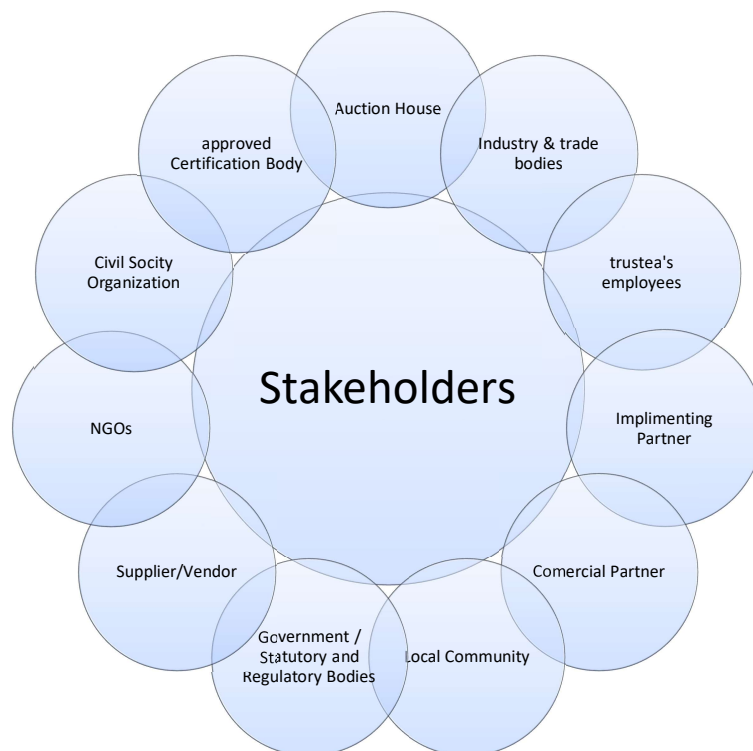 Auction House
Industry & trade
bodies
trustea's
employees
Implimenting
Partner
Comercial Partner
Local Community
Government /
Statutory and
Regulatory Bodies
Supplier/Vendor
NGOs
Civil Socity
Organization
approved
Certification Body
Stakeholders